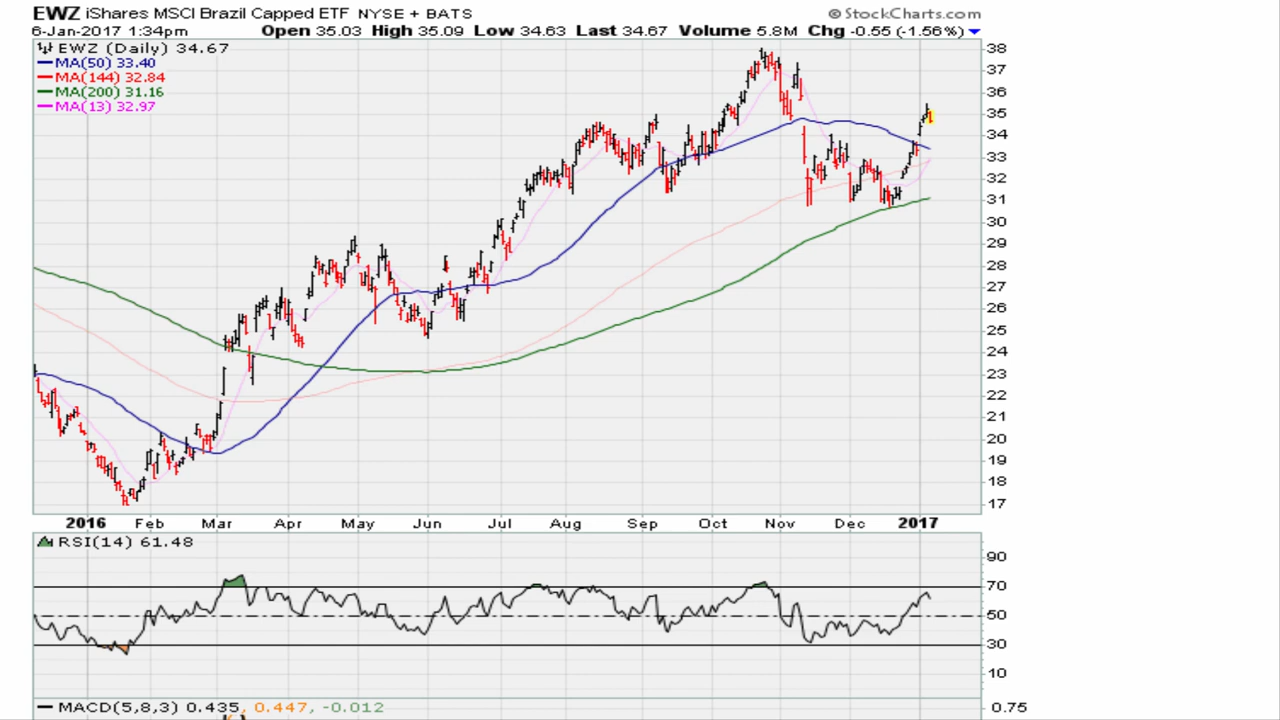 EWZ iShares MSCI Brazil Capped ETF NYSE + BATS © StockCharts.com
6-Jan-2017 1:34pm Open 35.03 High 35.09 Low 34.63 Last 34.67 Volume 5.8M Chg -0.55 (-1.56%)
EWZ (Daily) 34.67
MA(50) 33.40
MA(144) 32.84
MA(200) 31.16
MA(13) 32.97
38
37
36
35
34
33
32
31
30
29
28
27
26
25
24
23
22
21
20
19
18
17
2016 Feb Mar Apr May Jun Jul Aug Sep Oct Nov Dec 2017
RSI(14) 61.48
90
70
50
30
10
MACD(5,8,3) 0.435, 0.447, -0.012 0.75